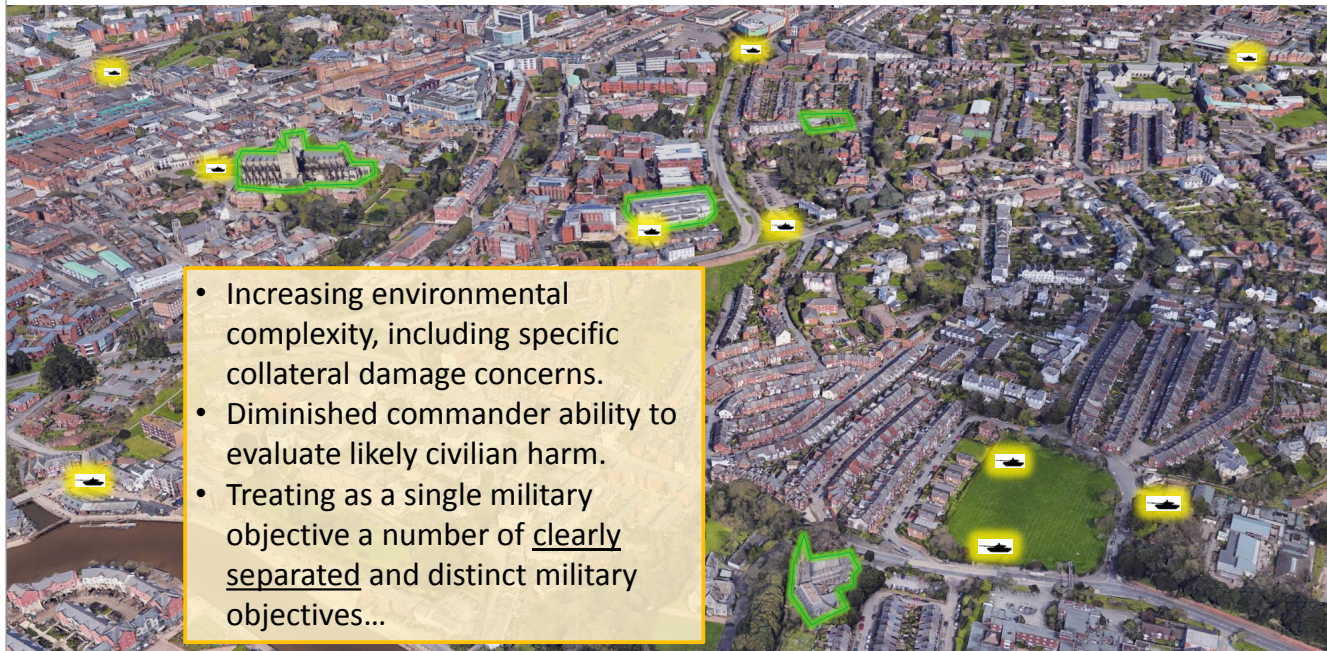 • Increasing environmental
complexity, including specific
collateral damage concerns.
• Diminished commander ability to
evaluate likely civilian harm.
• Treating as a single military
objective a number of clearly
separated and distinct military
objectives…